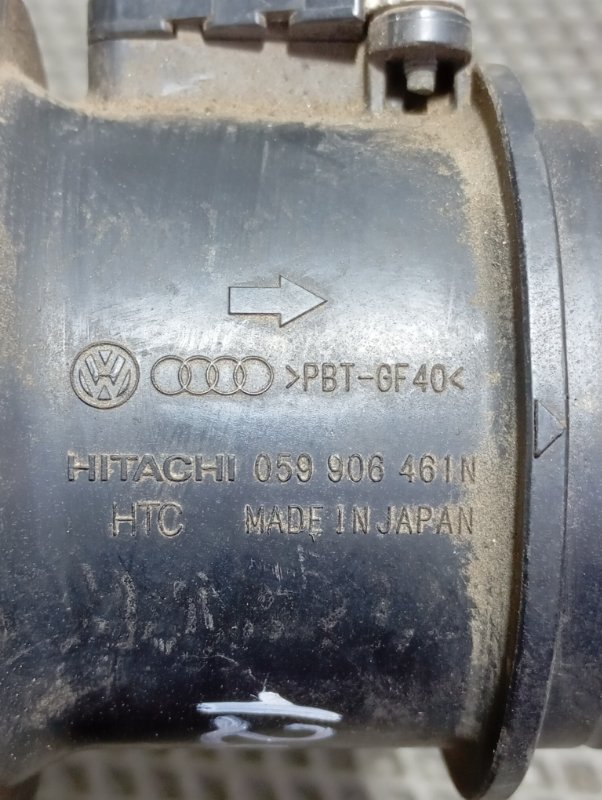 >PBT-GF40<
HITACHI 059 906 461N
HTC MADE IN JAPAN